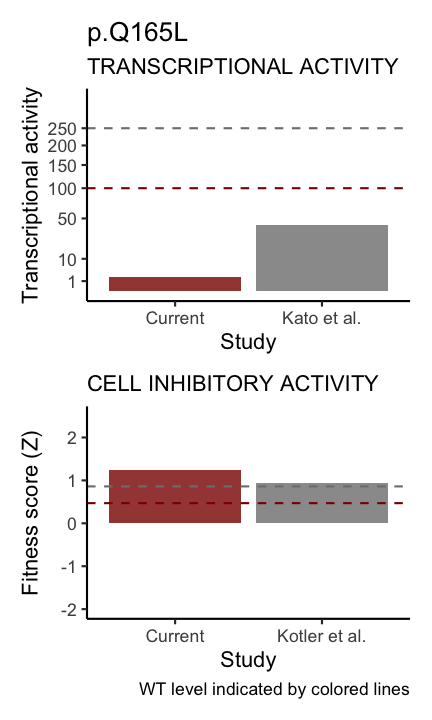 p.Q165L
TRANSCRIPTIONAL ACTIVITY
Transcriptional activity
250
200
150
100
50
10
1
Current
Kato et al.
Study
CELL INHIBITORY ACTIVITY
Fitness score (Z)
2
1
0
-1
-2
Current
Kotler et al.
Study
WT level indicated by colored lines